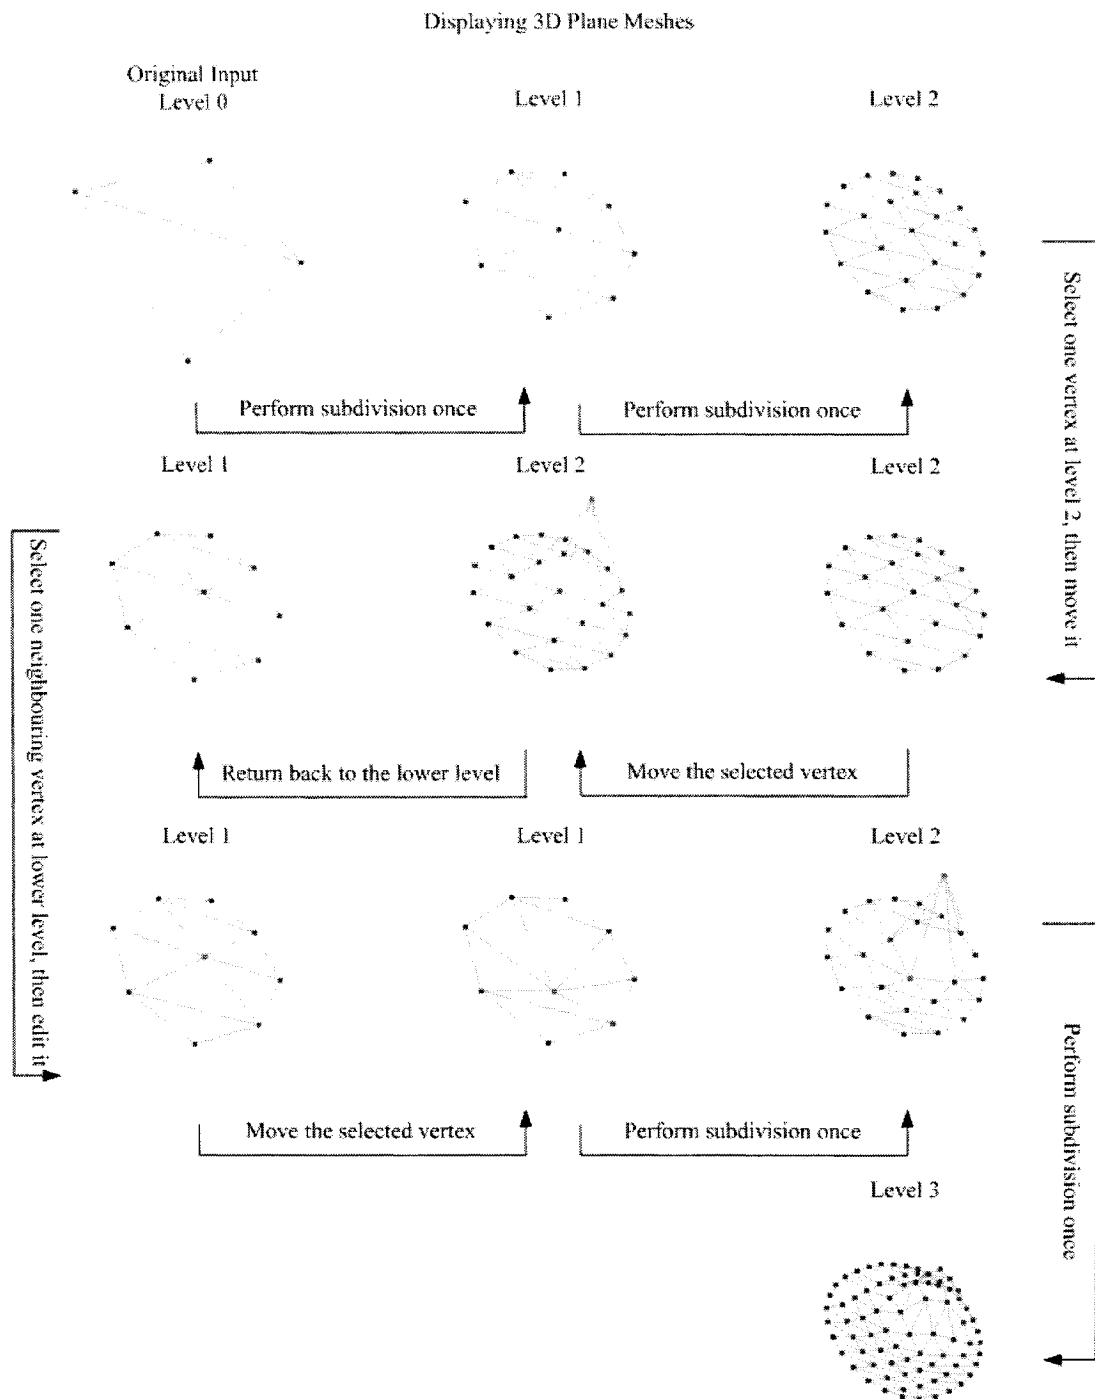 Displaying 3D Plane Meshes
Original Input
Level 0
Level 1
Level 2
Perform subdivision once
Perform subdivision once
Select one vertex at level 2, then move it
Level 1
Level 2
Level 2
Return back to the lower level
Move the selected vertex
Select one neighbouring vertex at lower level, then edit it
Level 1
Level 1
Level 2
Move the selected vertex
Perform subdivision once
Perform subdivision once
Level 3